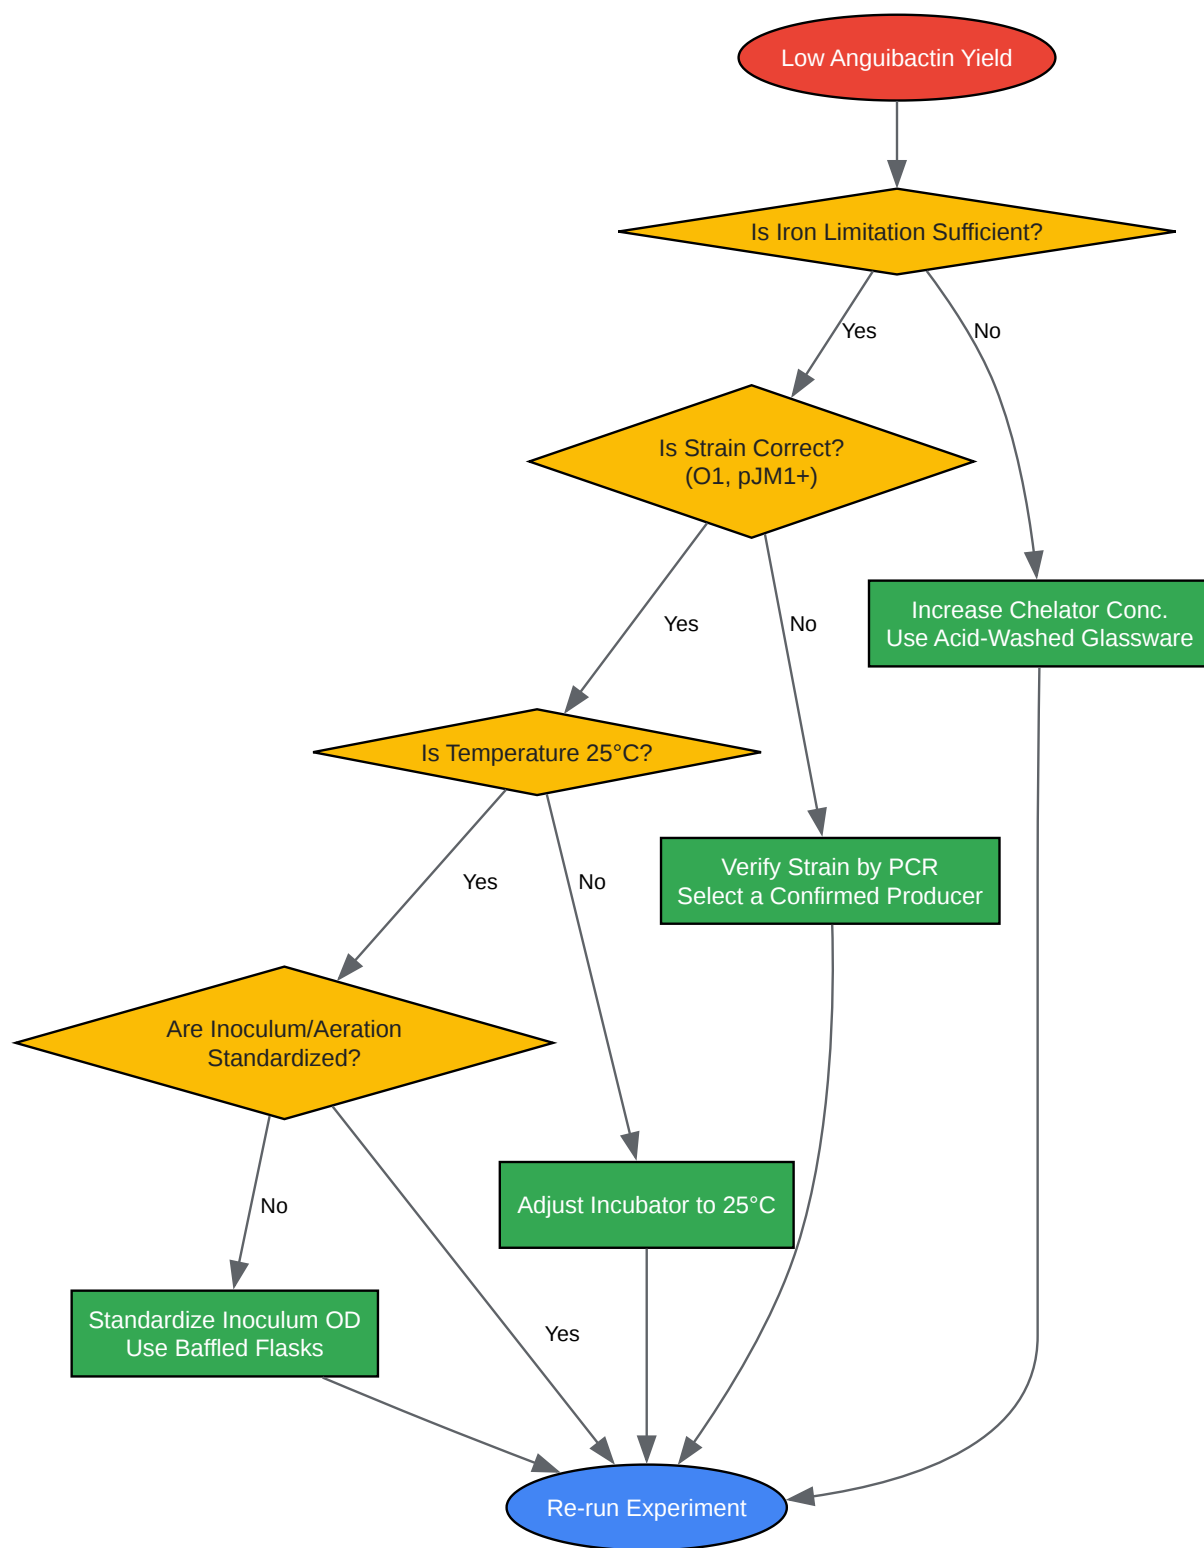 Low Anguibactin Yield
Is Iron Limitation Sufficient?
Yes
No
Is Strain Correct?
(O1, pJM1+)
Increase Chelator Conc.
Use Acid-Washed Glassware
Yes
No
Is Temperature 25°C?
Verify Strain by PCR
Select a Confirmed Producer
Yes
No
Are Inoculum/Aeration
Standardized?
Adjust Incubator to 25°C
No
Standardize Inoculum OD
Use Baffled Flasks
Yes
Re-run Experiment